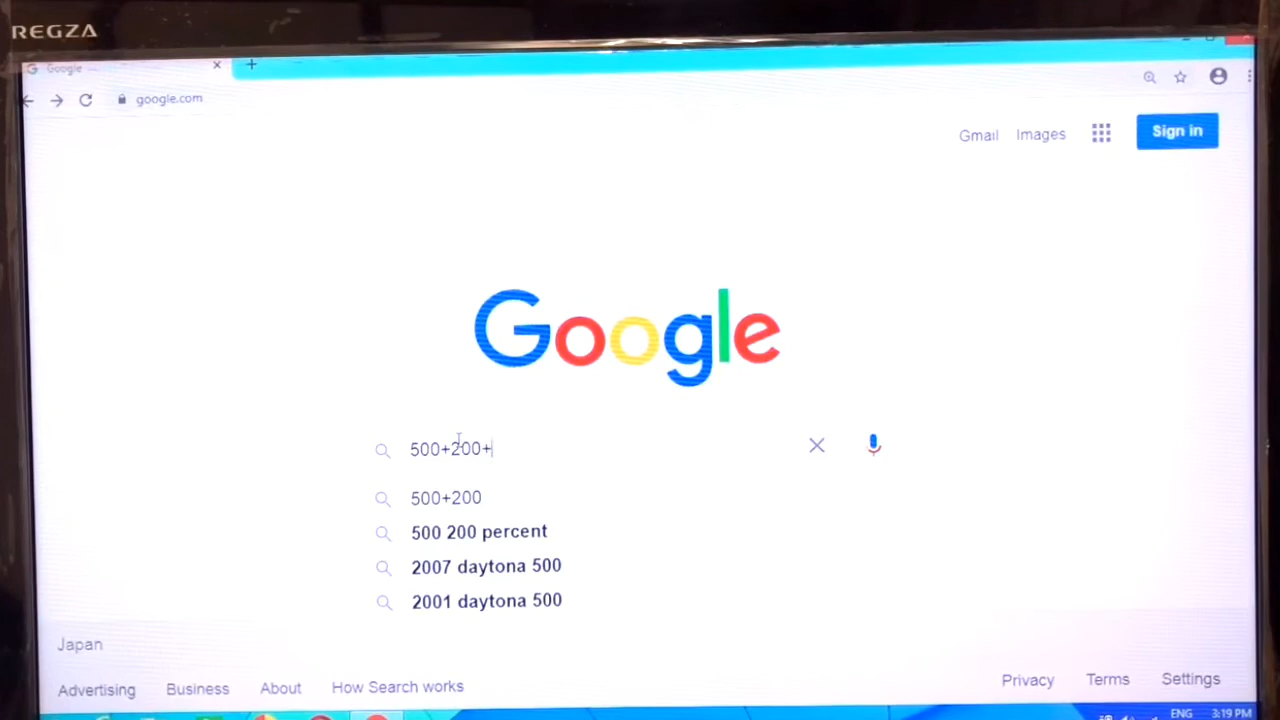 REGZA
Google
google.com
Gmail Images Sign in
Google
500+200+
500+200
500 200 percent
2007 daytona 500
2001 daytona 500
Japan
Advertising Business About How Search works Privacy Terms Settings
ENG 3:19 PM